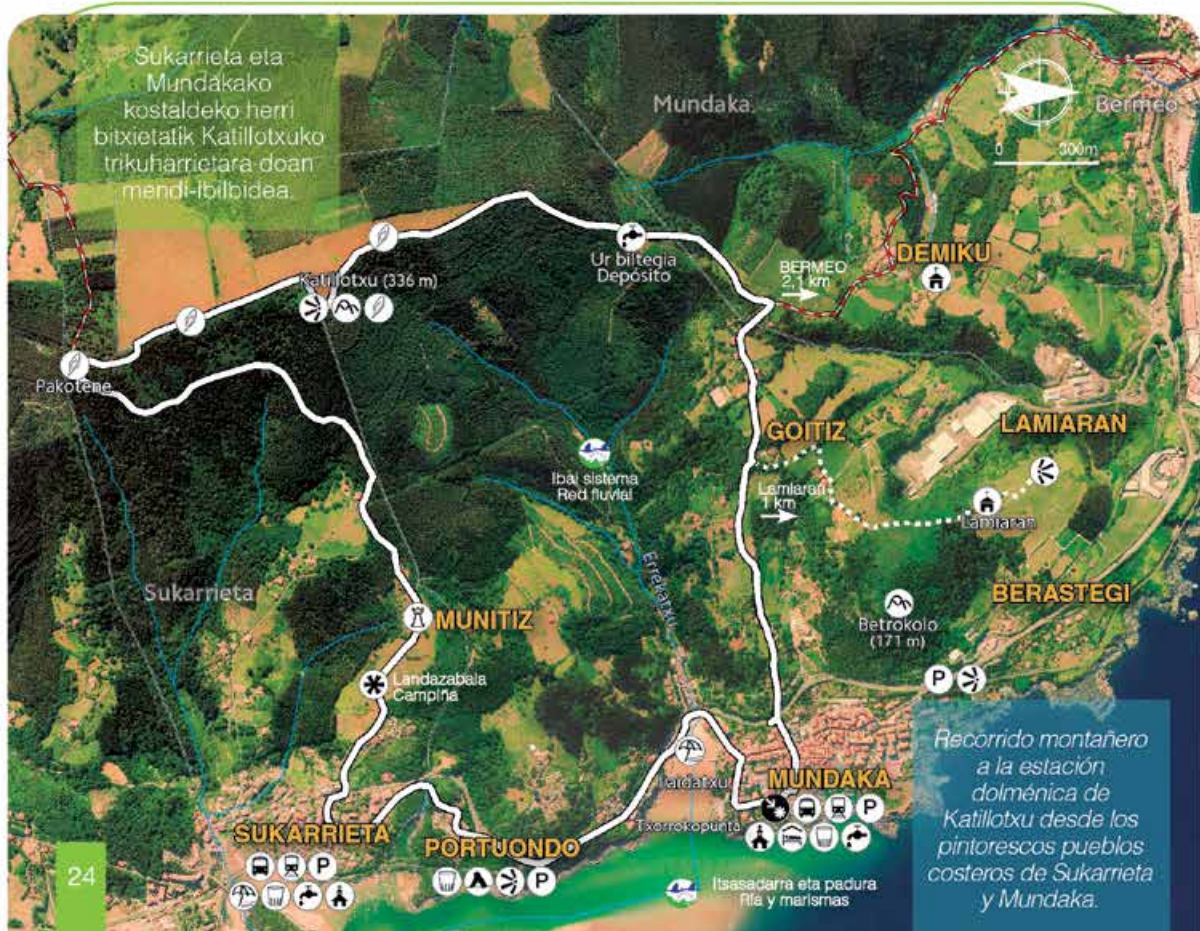 Sukarrieta eta
Mundakako
kostaldeko herri
bitxietatik Katillotxuko
trikuharrietara doan
mendi-ibilbidea.
Mundaka
Bermeo
0 300m
DEMIKU
Katillotxu (336 m)
Ur biltegia
Depósito
BERMEO
2,1 km
Pakotene
GOITIZ
LAMIARAN
Ibai sistema
Red fluvial
Lamiaran
1 km
Lamiaran
Errekatxu
Sukarrieta
MUNITIZ
BERASTEGI
Betrokolo
(171 m)
Landazabala
Campiña
P
Laidatxu
MUNDAKA
P
Txorrokopunta
SUKARRIETA
P
PORTUONDO
P
Itsasadarra eta padura
Ría y marismas
Recorrido montañero
a la estación
dolménica de
Katillotxu desde los
pintorescos pueblos
costeros de Sukarrieta
y Mundaka.
24